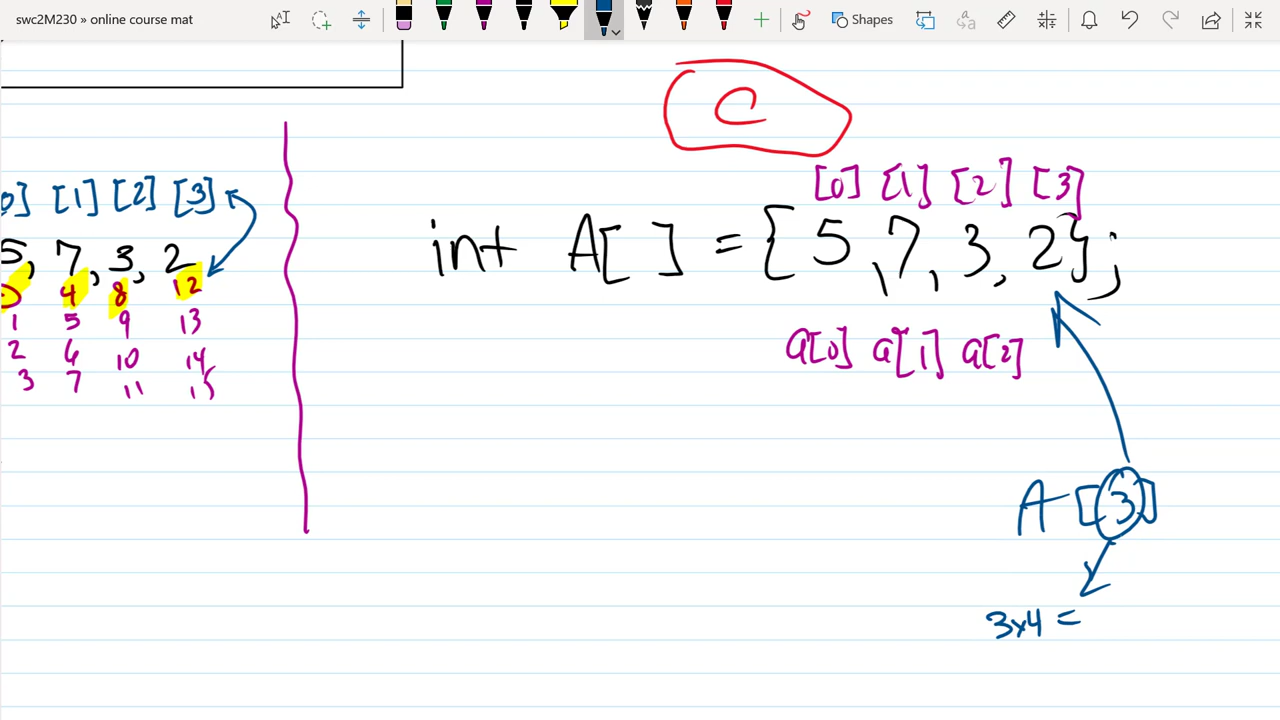 swc2M230 » online course mat
Shapes
C
0] [1] [2] [3]
5, 7, 3, 2
0 4 8 12
1 5 9 13
2 6 10 14
3 7 11 15
[0] [1] [2] [3]
int A[ ] = { 5, 7, 3, 2};
a[0] a[1] a[2]
A [3]
3x4 =